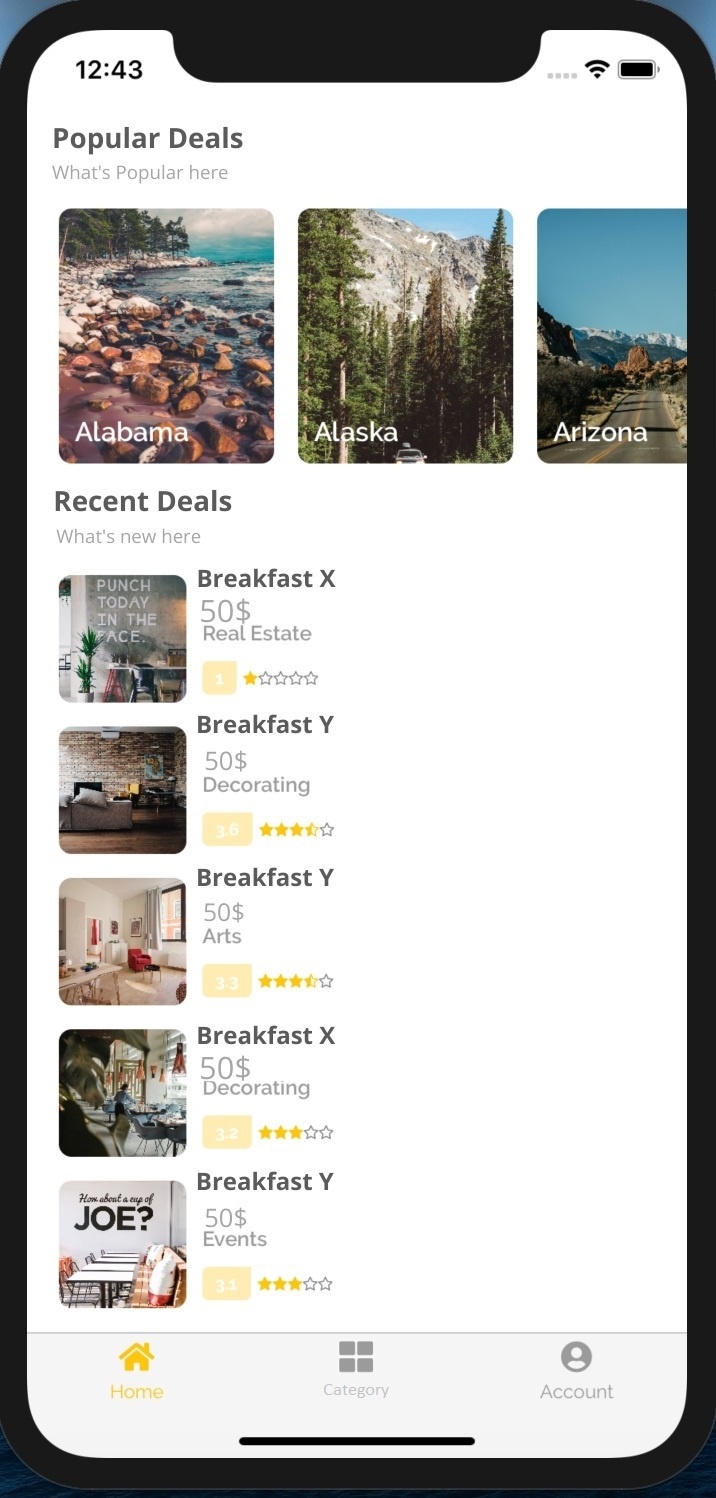 12:43
Popular Deals
What's Popular here
Alabama
Alaska
Arizona
Recent Deals
What's new here
PUNCH
TODAY
IN THE
FACE.
Breakfast X
50$
Real Estate
1
Breakfast Y
50$
Decorating
3.6
Breakfast Y
50$
Arts
3.3
Breakfast X
50$
Decorating
3.2
How about a cup of
JOE?
Breakfast Y
50$
Events
3.1
Home
Category
Account